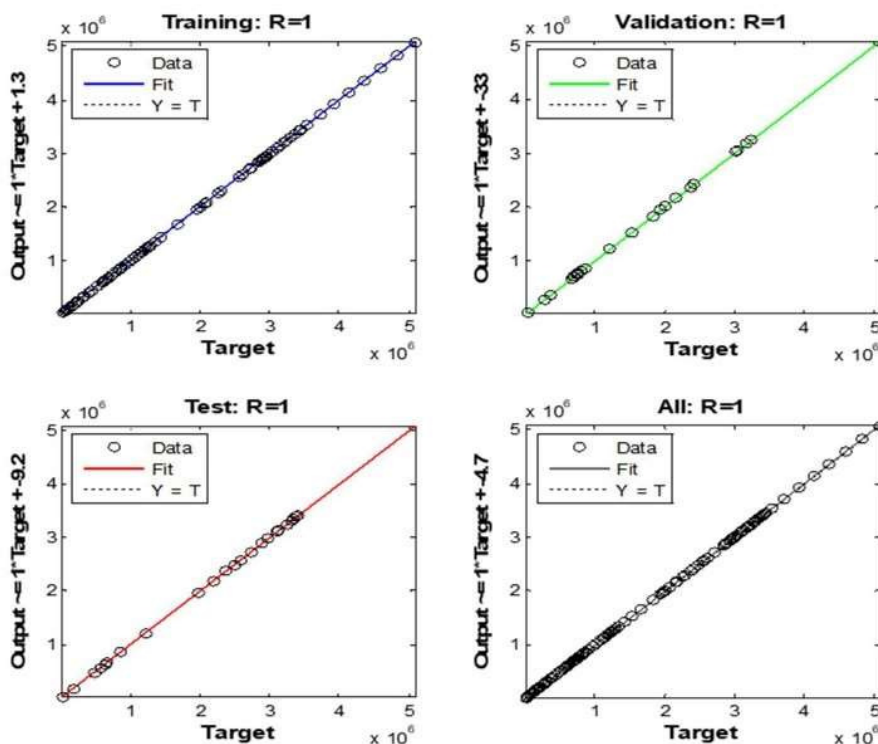 Training: R=1
x 10^6
Output ~= 1*Target + 1.3
Data
Fit
Y = T
5
4
3
2
1
1 2 3 4 5
x 10^6
Target
Validation: R=1
x 10^6
Output ~= 1*Target + -33
Data
Fit
Y = T
5
4
3
2
1
1 2 3 4 5
x 10^6
Target
Test: R=1
x 10^6
Output ~= 1*Target + -9.2
Data
Fit
Y = T
5
4
3
2
1
1 2 3 4 5
x 10^6
Target
All: R=1
x 10^6
Output ~= 1*Target + -4.7
Data
Fit
Y = T
5
4
3
2
1
1 2 3 4 5
x 10^6
Target